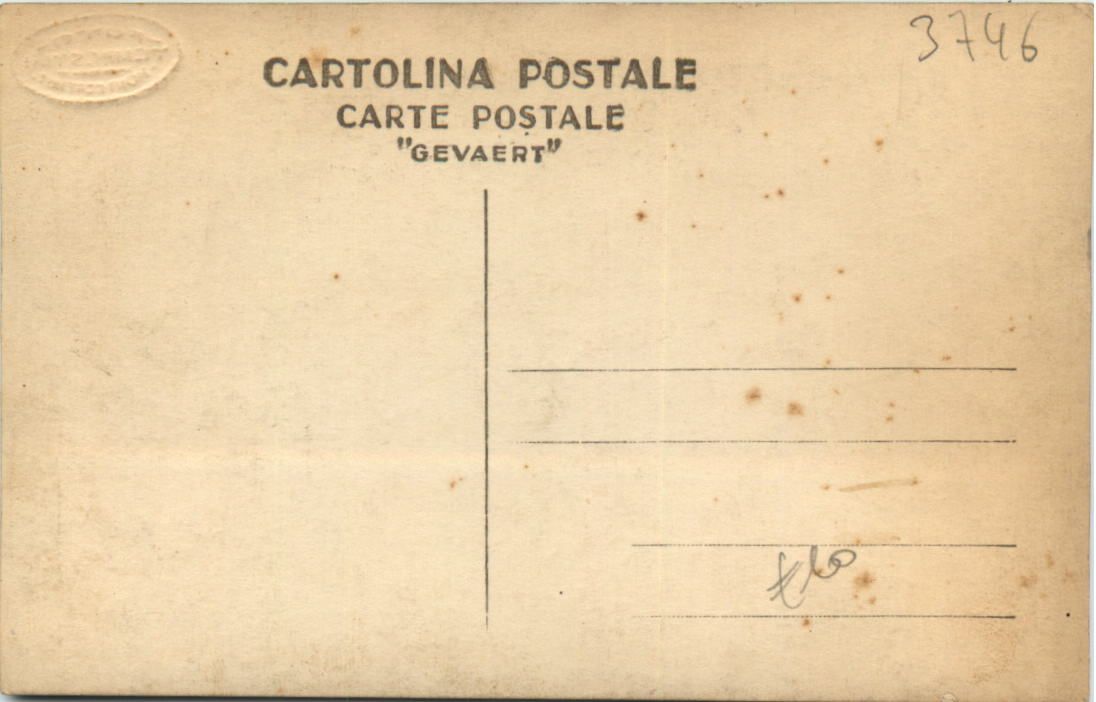 3746
CARTOLINA POSTALE
CARTE POSTALE
"GEVAERT"